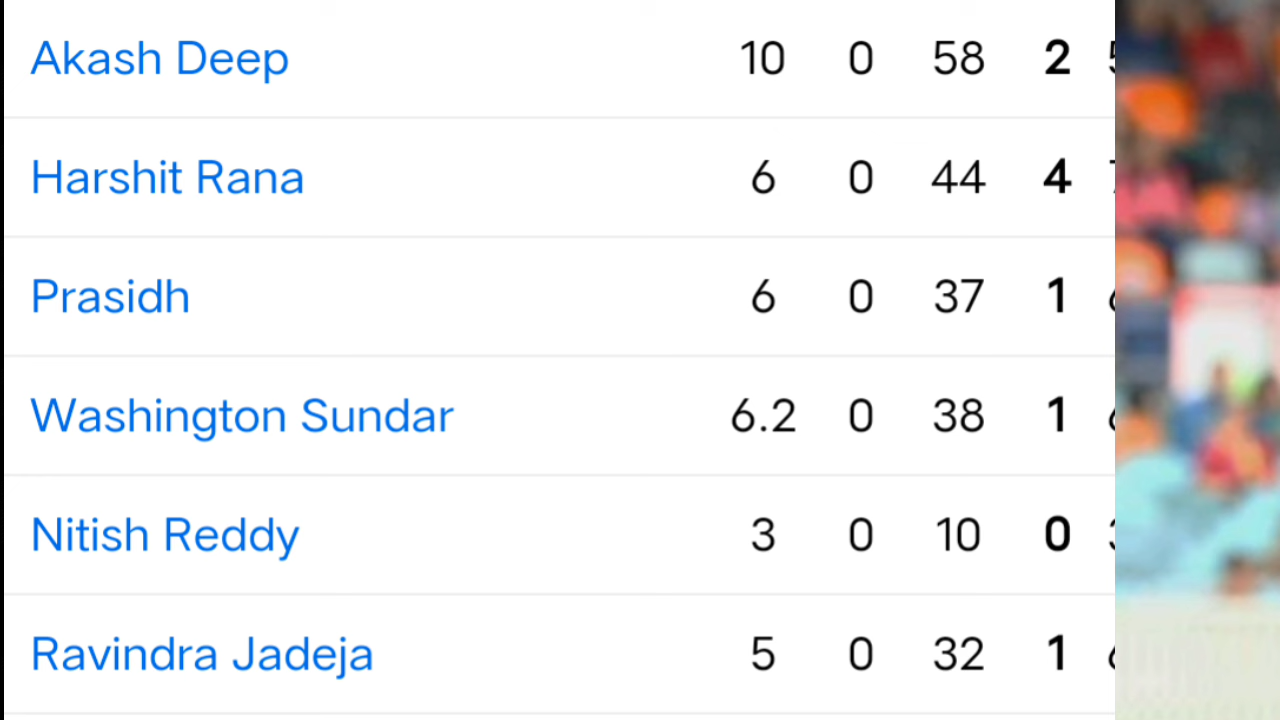 Akash Deep 10 0 58 2
Harshit Rana 6 0 44 4
Prasidh 6 0 37 1
Washington Sundar 6.2 0 38 1
Nitish Reddy 3 0 10 0
Ravindra Jadeja 5 0 32 1